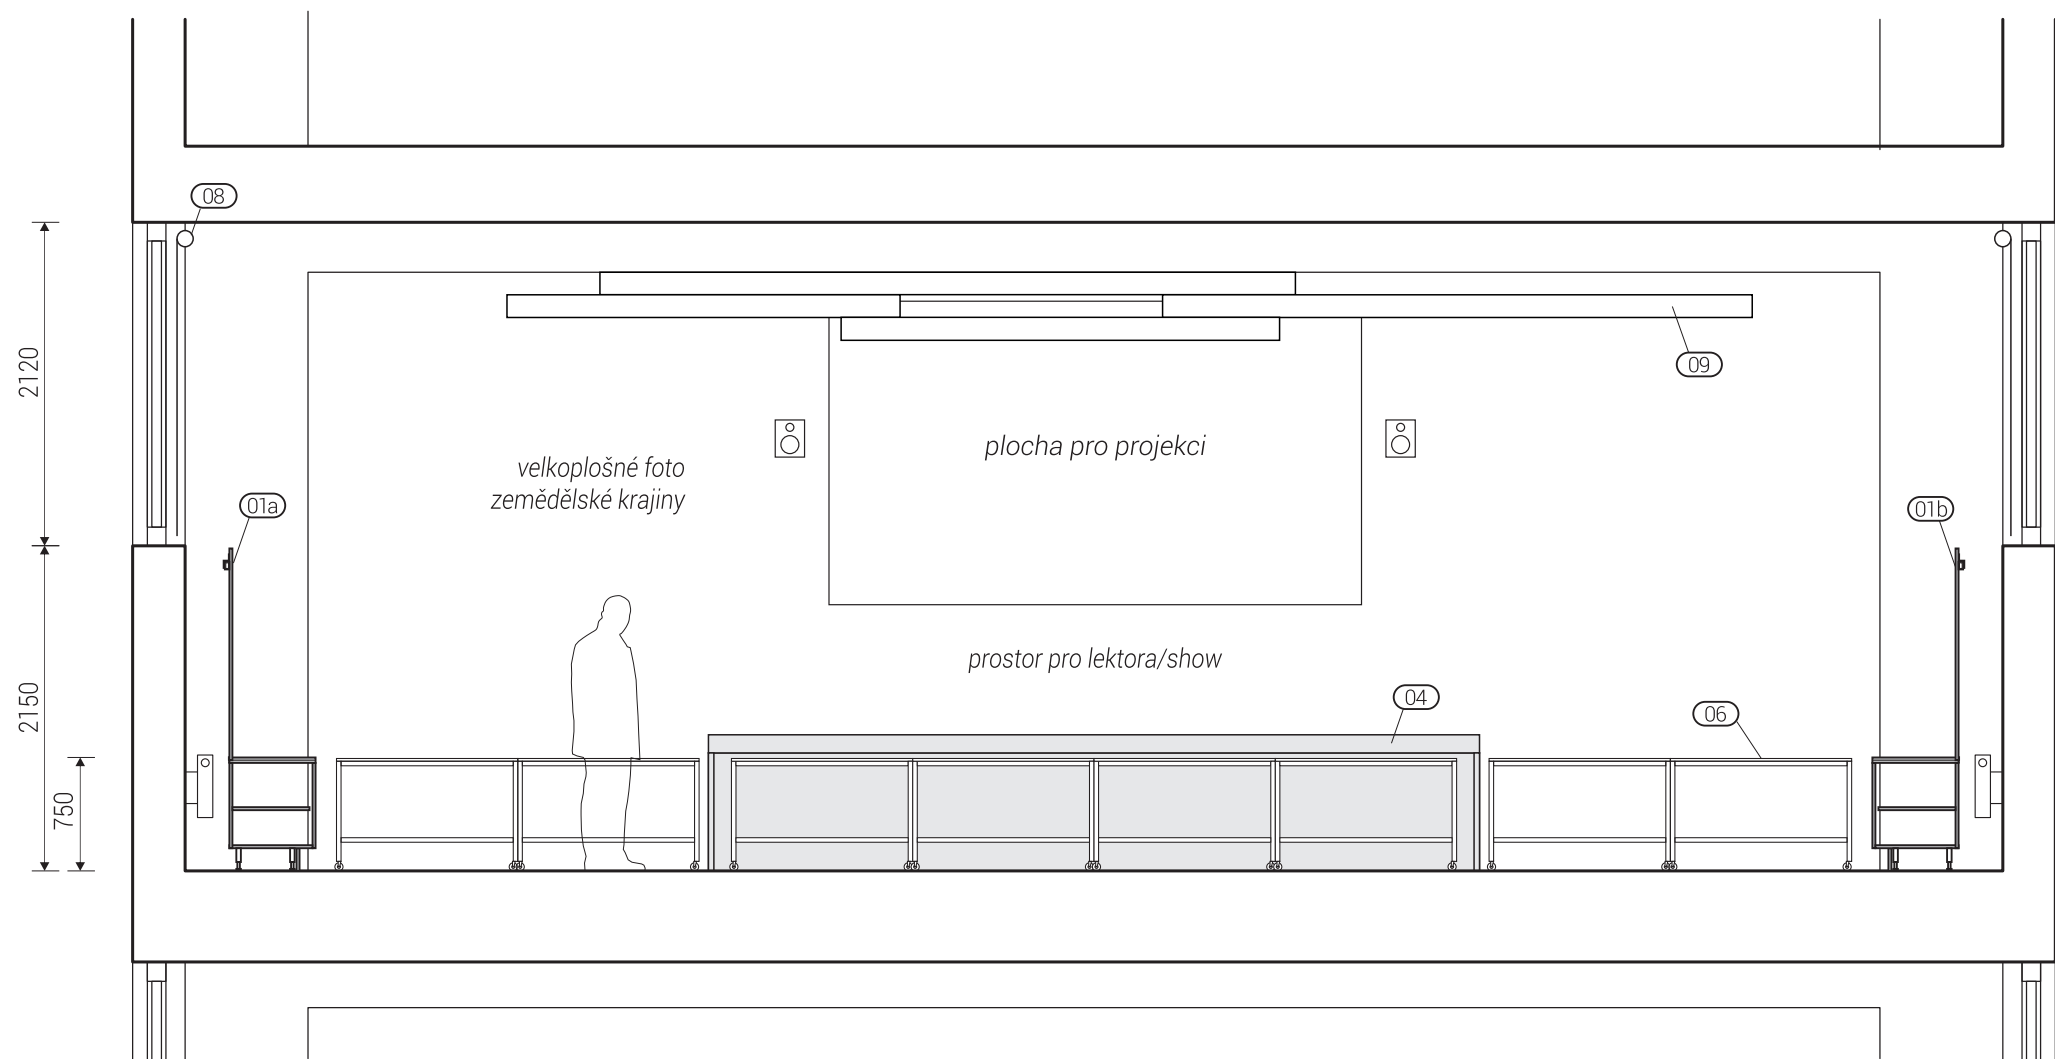 08
2120
09
plocha pro projekci
velkoplošné foto
zemědělské krajiny
01a
01b
prostor pro lektora/show
2150
04
06
750